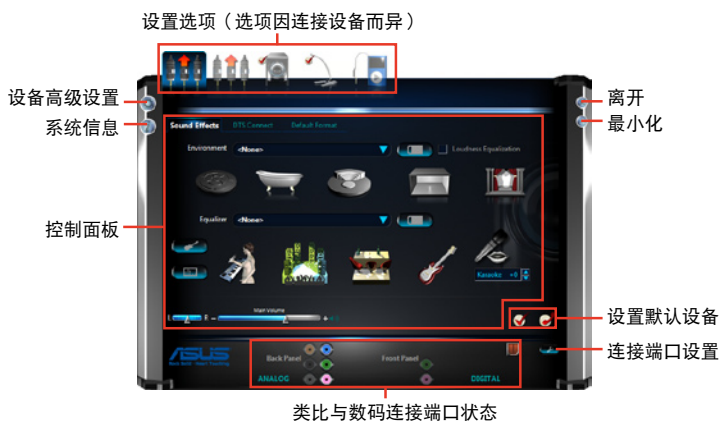 设置选项（选项因连接设备而异）
设备高级设置
系统信息
离开
最小化
Sound Effects DTS Connect Default Format
Environment <None> Loudness Equalization
控制面板
Equalizer <None>
Karaoke +0
Main Volume
L R - +
设置默认设备
ASUS
Back Panel Front Panel
连接端口设置
ANALOG DIGITAL
类比与数码连接端口状态